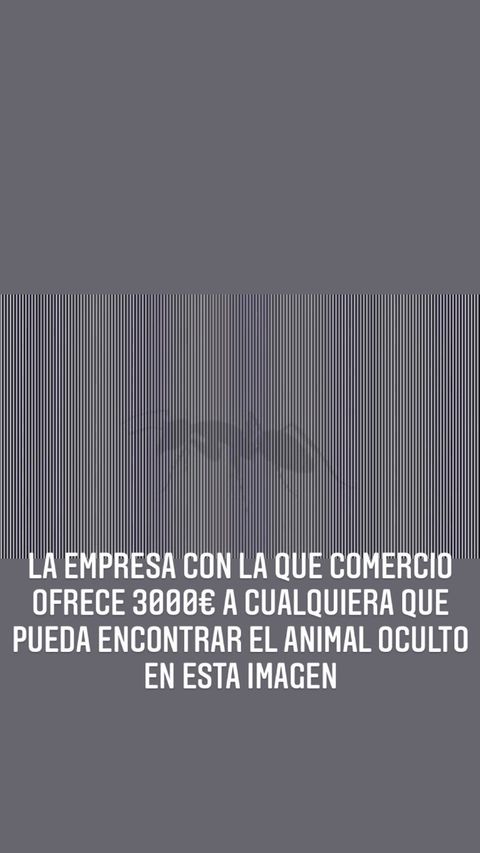 LA EMPRESA CON LA QUE COMERCIO
OFRECE 3000€ A CUALQUIERA QUE
PUEDA ENCONTRAR EL ANIMAL OCULTO
EN ESTA IMAGEN